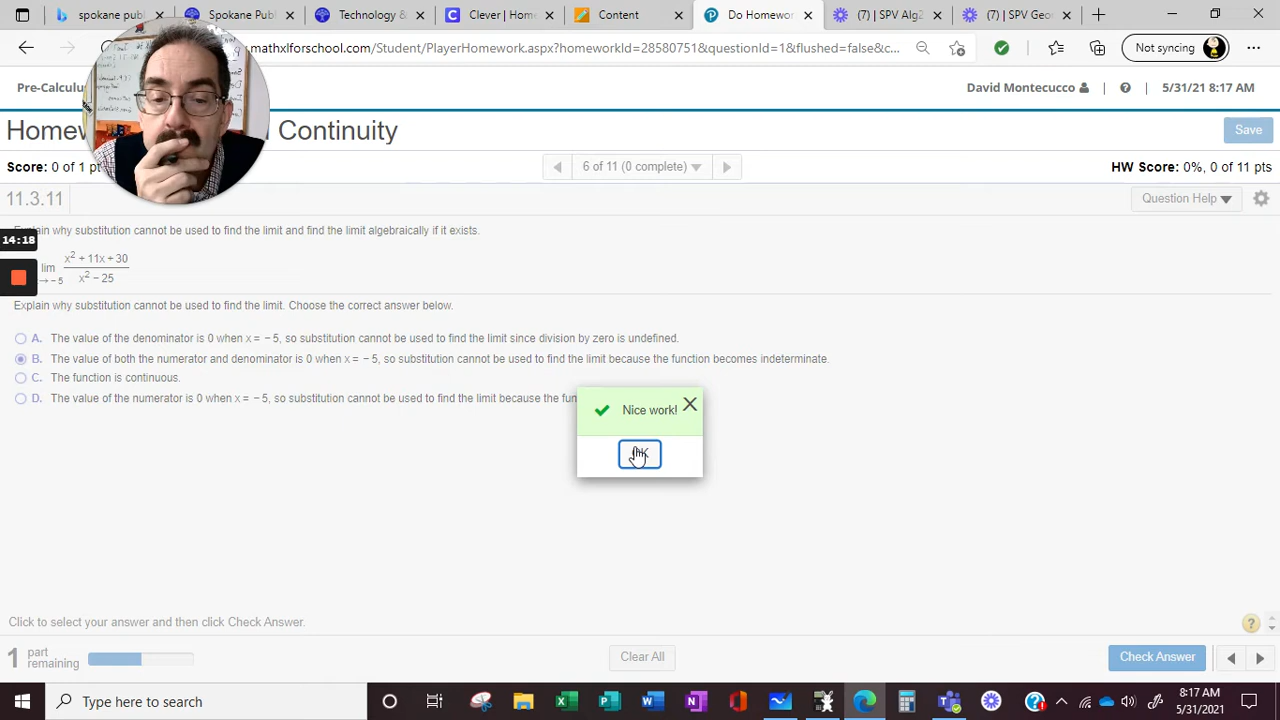 spokane publ
Spokane Publ
Technology &
Clever | Home
Content
Do Homework
(7) | SPV Alg2
(7) | SPV Geo
mathxlforschool.com/Student/PlayerHomework.aspx?homeworkId=28580751&questionId=1&flushed=false&c...
Not syncing
Pre-Calculu
David Montecucco
5/31/21 8:17 AM
Homew
Continuity
Save
Score: 0 of 1 pt
6 of 11 (0 complete)
HW Score: 0%, 0 of 11 pts
11.3.11
Question Help
14:18
ain why substitution cannot be used to find the limit and find the limit algebraically if it exists.
lim x² + 11x + 30
→ − 5 x² − 25
Explain why substitution cannot be used to find the limit. Choose the correct answer below.
A. The value of the denominator is 0 when x = − 5, so substitution cannot be used to find the limit since division by zero is undefined.
B. The value of both the numerator and denominator is 0 when x = − 5, so substitution cannot be used to find the limit because the function becomes indeterminate.
C. The function is continuous.
D. The value of the numerator is 0 when x = − 5, so substitution cannot be used to find the limit because the fun
Nice work!
Click to select your answer and then click Check Answer.
1 part remaining
Clear All
Check Answer
Type here to search
8:17 AM
5/31/2021